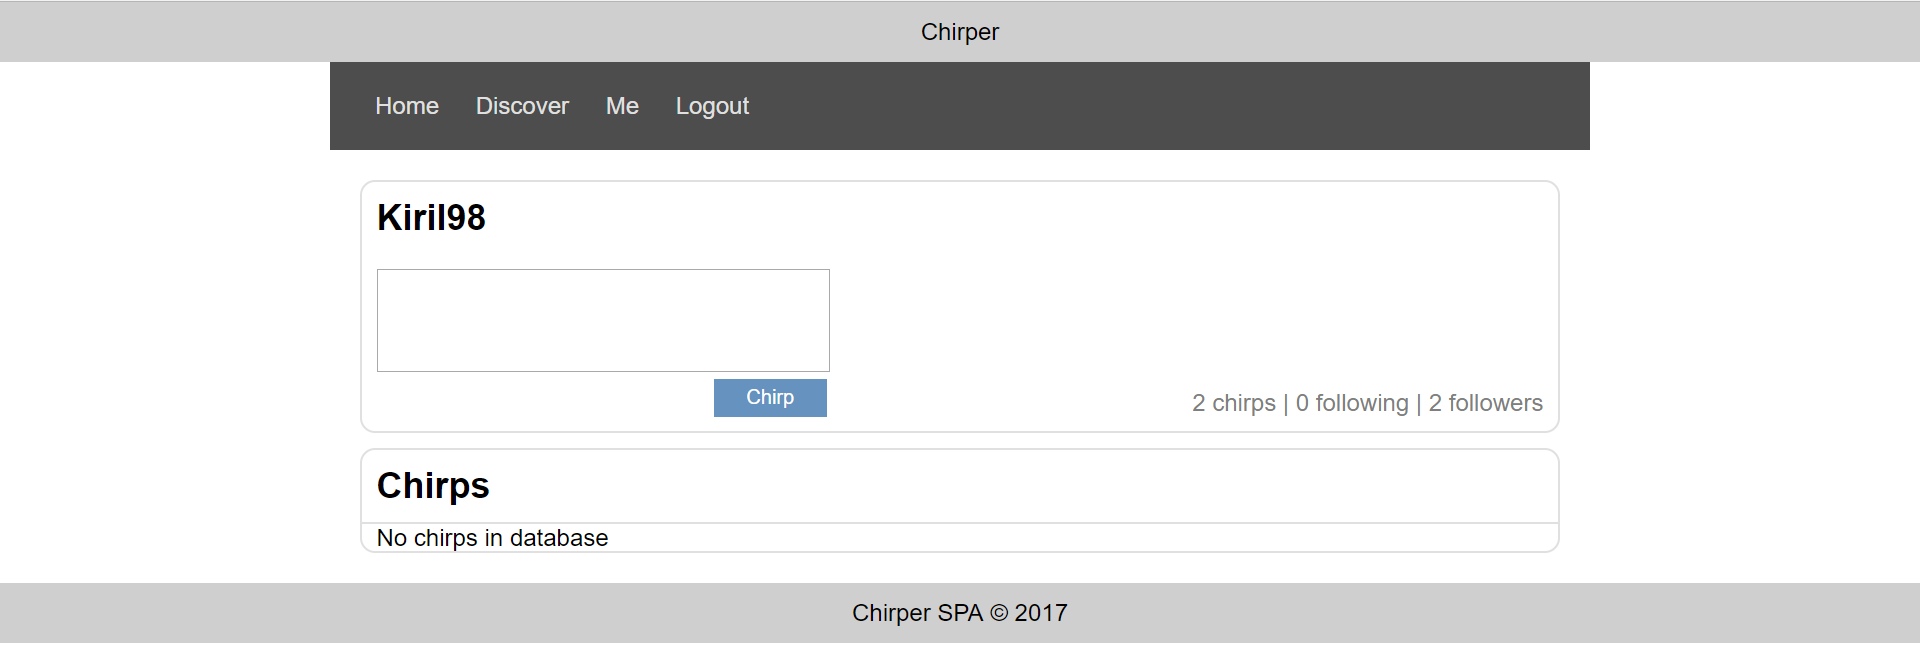 Chirper
Home Discover Me Logout
Kiril98
Chirp
2 chirps | 0 following | 2 followers
Chirps
No chirps in database
Chirper SPA © 2017